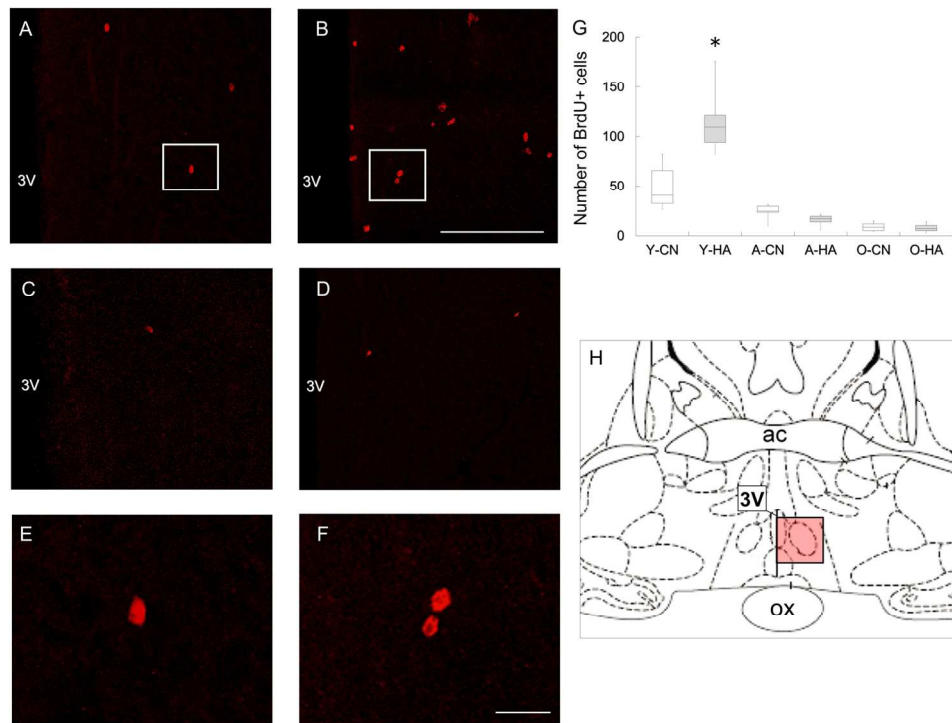 A
3V
B
3V
C
3V
D
3V
E
F
G
Number of BrdU+ cells
200
150
100
50
0
*
Y-CN Y-HA A-CN A-HA O-CN O-HA
H
ac
3V
ox